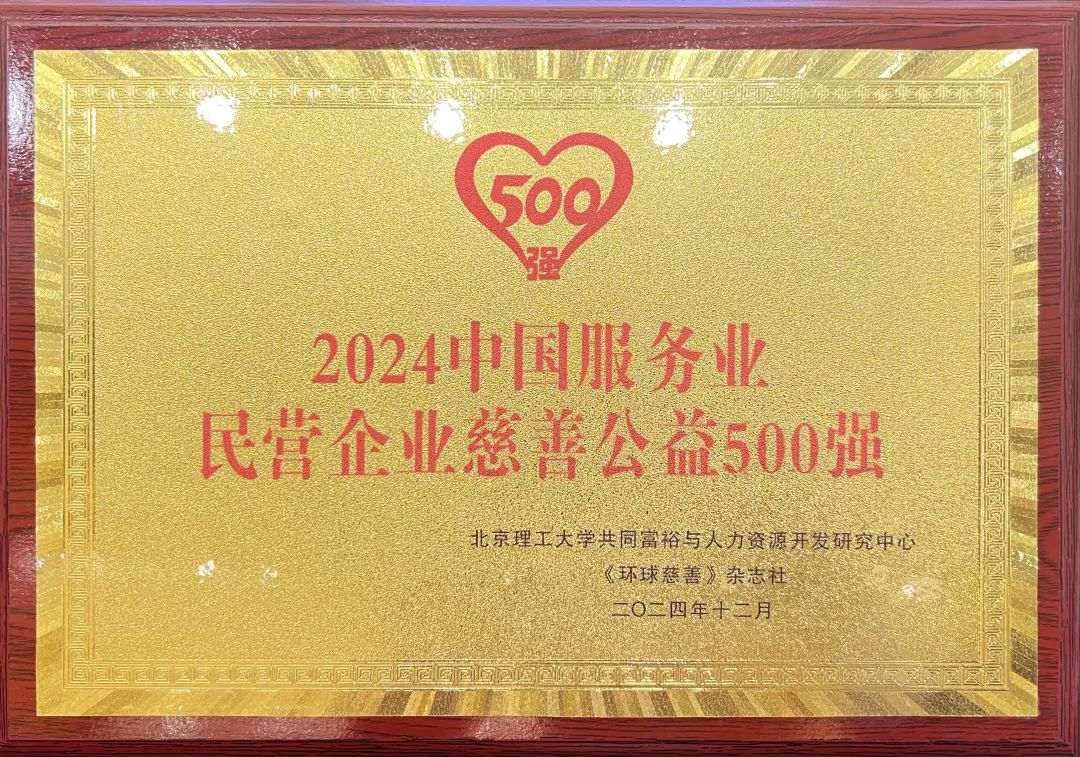 500
强
2024中国服务业
民营企业慈善公益500强
北京理工大学共同富裕与人力资源开发研究中心
《环球慈善》杂志社
二〇二四年十二月